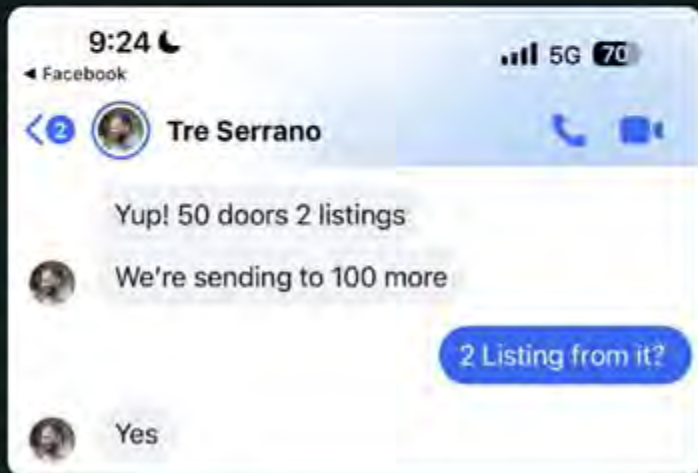 9:24
5G 70
Facebook
2
Tre Serrano
Yup! 50 doors 2 listings
We're sending to 100 more
2 Listing from it?
Yes